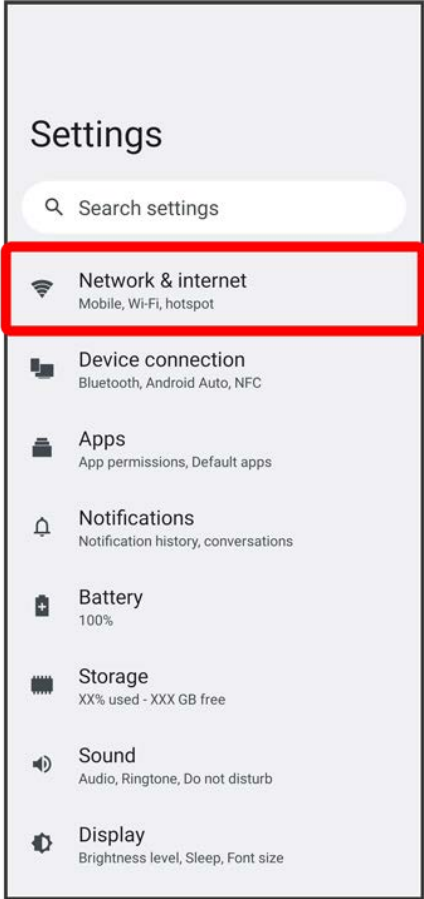 Settings
Search settings
Network & internet
Mobile, Wi-Fi, hotspot
Device connection
Bluetooth, Android Auto, NFC
Apps
App permissions, Default apps
Notifications
Notification history, conversations
Battery
100%
Storage
XX% used - XXX GB free
Sound
Audio, Ringtone, Do not disturb
Display
Brightness level, Sleep, Font size